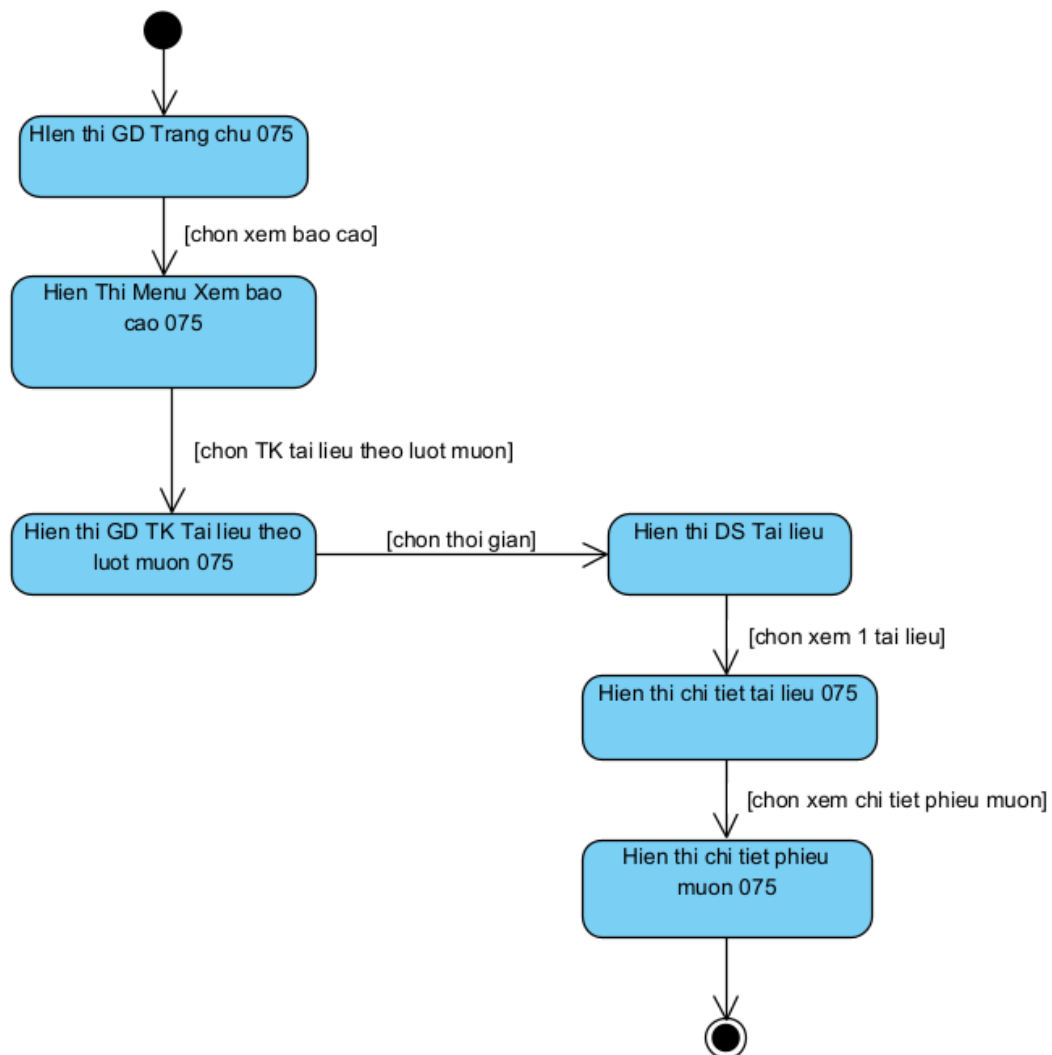 HIen thi GD Trang chu 075
[chon xem bao cao]
Hien Thi Menu Xem bao
cao 075
[chon TK tai lieu theo luot muon]
Hien thi GD TK Tai lieu theo
luot muon 075
[chon thoi gian]
Hien thi DS Tai lieu
[chon xem 1 tai lieu]
Hien thi chi tiet tai lieu 075
[chon xem chi tiet phieu muon]
Hien thi chi tiet phieu
muon 075